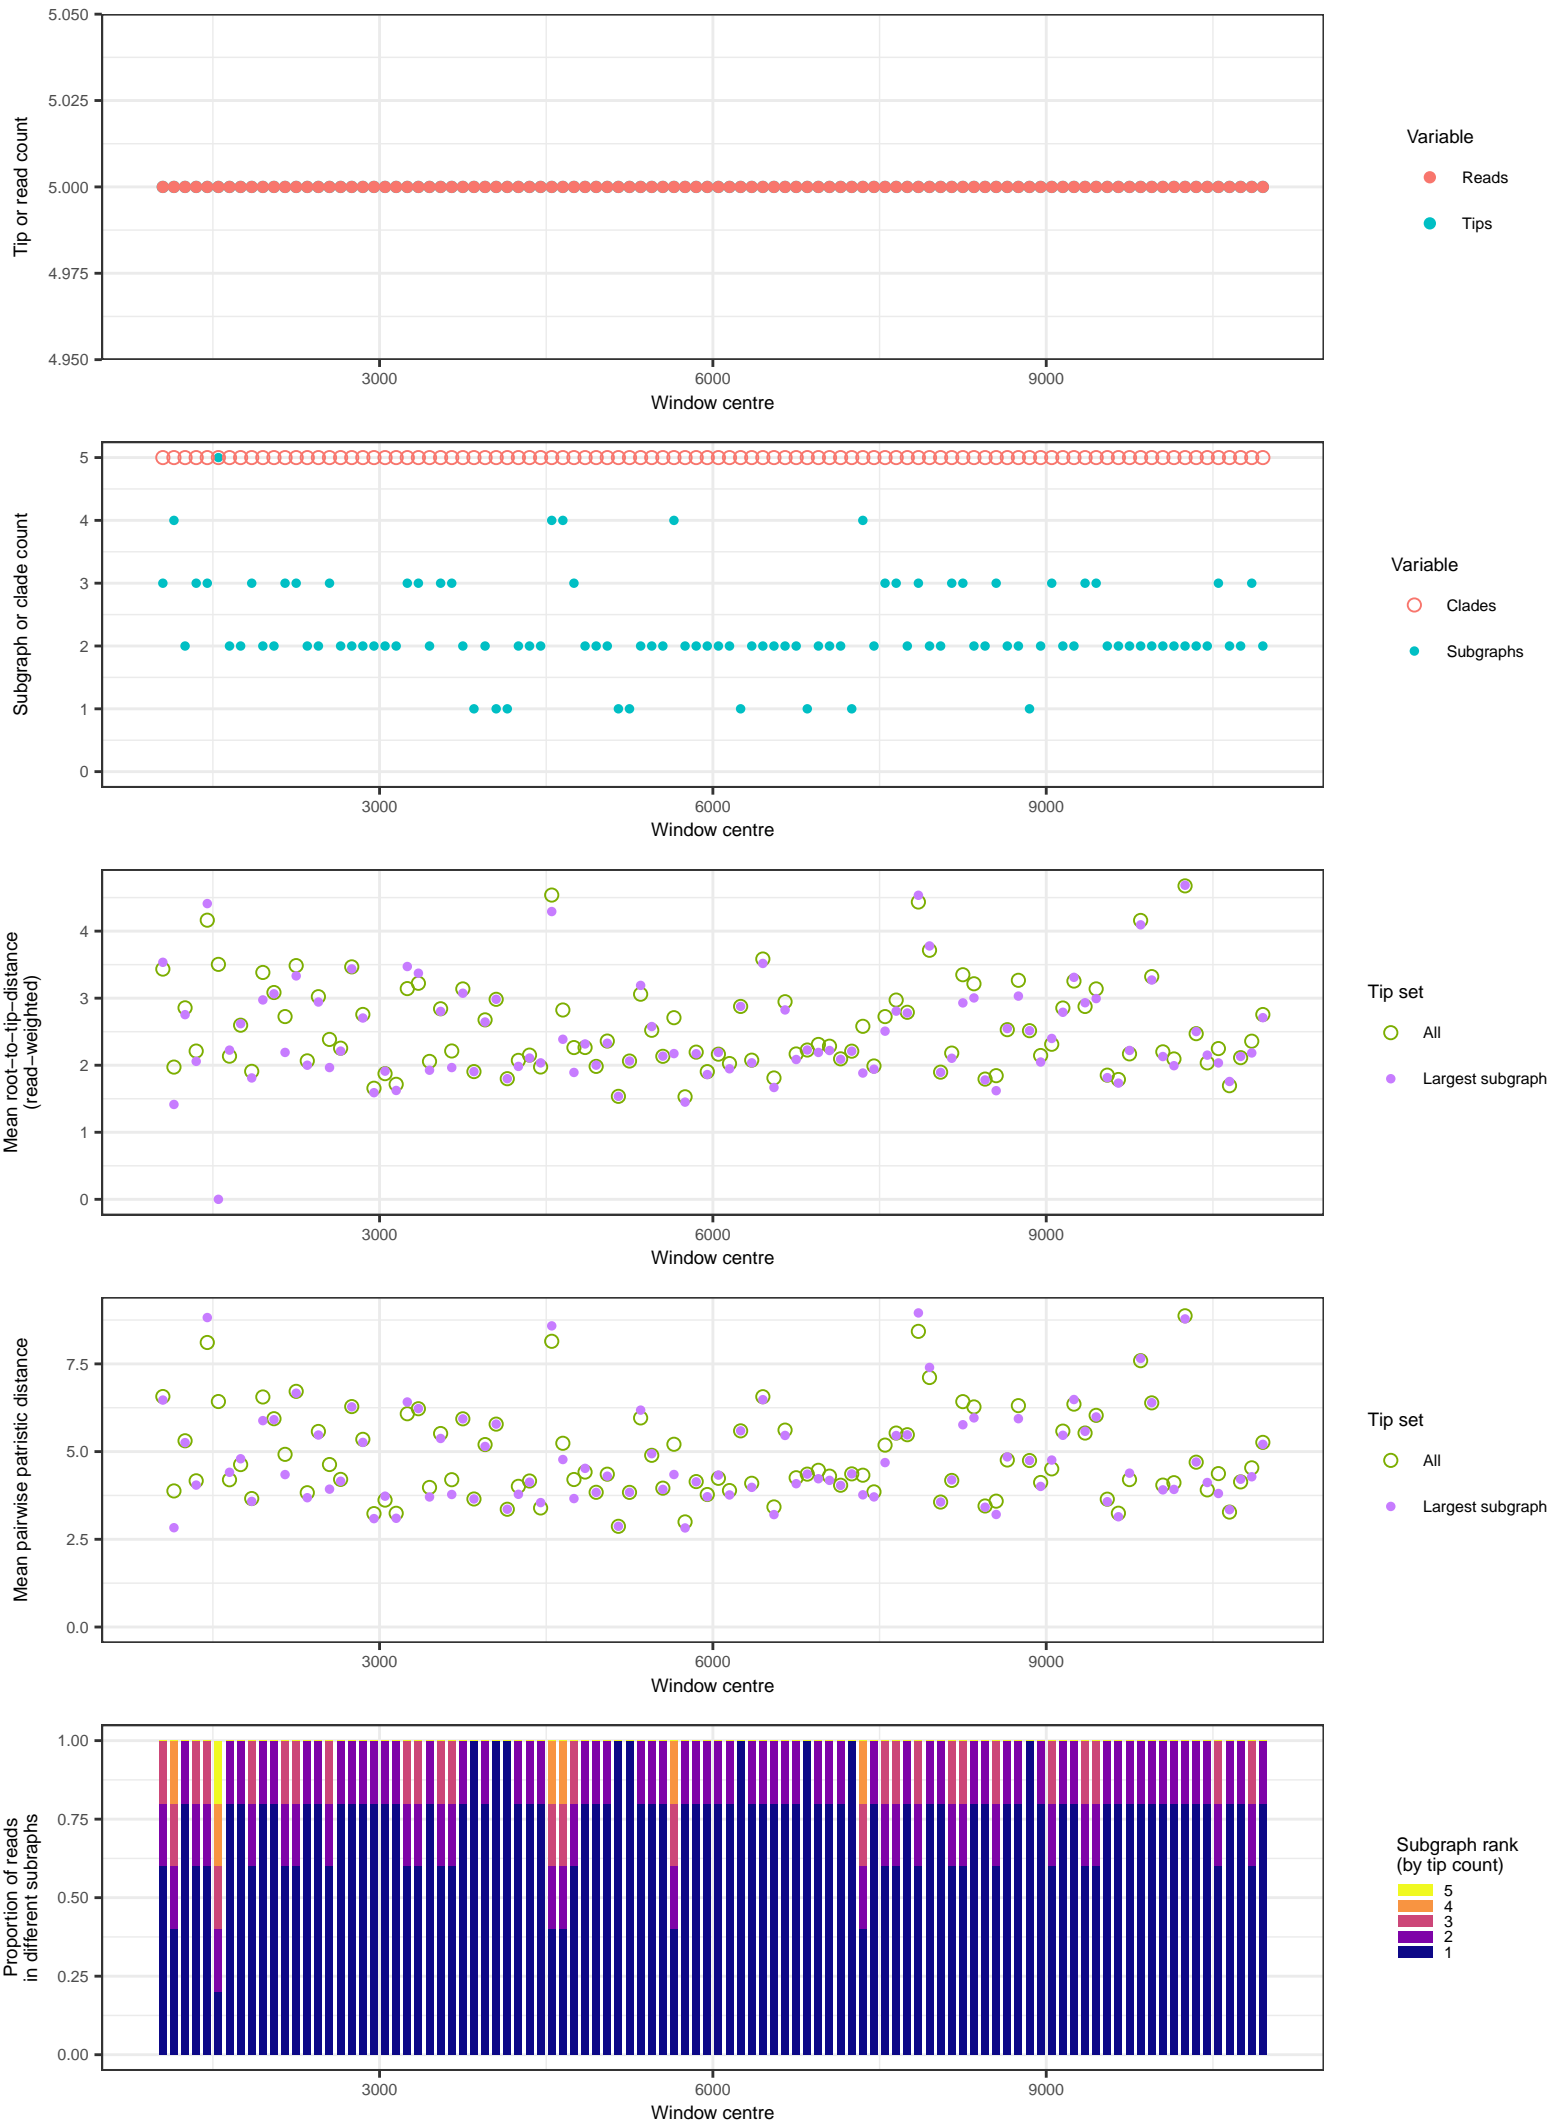 5.050
5.025
5.000
4.975
4.950
Tip or read count
3000
6000
9000
Window centre
Variable
Reads
Tips
5
4
3
2
1
0
Subgraph or clade count
3000
6000
9000
Window centre
Variable
Clades
Subgraphs
4
3
2
1
0
Mean root−to−tip−distance
(read−weighted)
3000
6000
9000
Window centre
Tip set
All
Largest subgraph
7.5
5.0
2.5
0.0
Mean pairwise patristic distance
3000
6000
9000
Window centre
Tip set
All
Largest subgraph
1.00
0.75
0.50
0.25
0.00
Proportion of reads
in different subraphs
3000
6000
9000
Window centre
Subgraph rank
(by tip count)
5
4
3
2
1